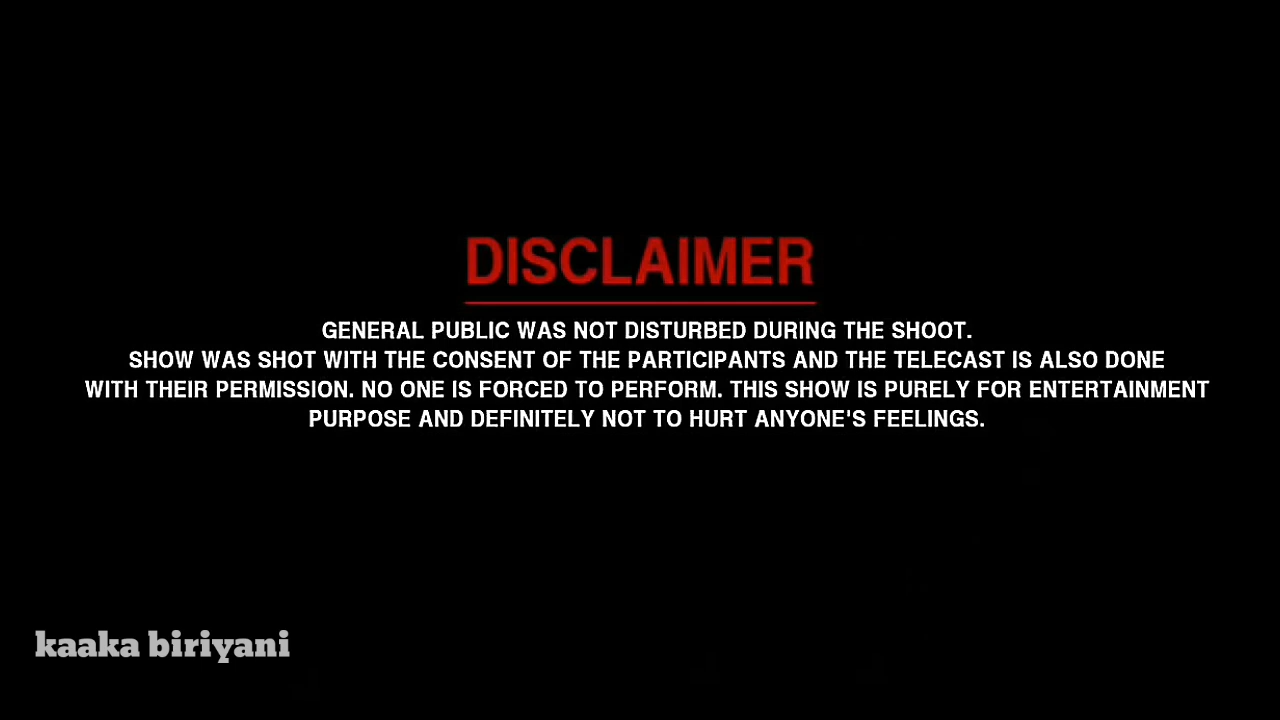 DISCLAIMER
GENERAL PUBLIC WAS NOT DISTURBED DURING THE SHOOT.
SHOW WAS SHOT WITH THE CONSENT OF THE PARTICIPANTS AND THE TELECAST IS ALSO DONE
WITH THEIR PERMISSION. NO ONE IS FORCED TO PERFORM. THIS SHOW IS PURELY FOR ENTERTAINMENT
PURPOSE AND DEFINITELY NOT TO HURT ANYONE'S FEELINGS.
kaaka biriyani